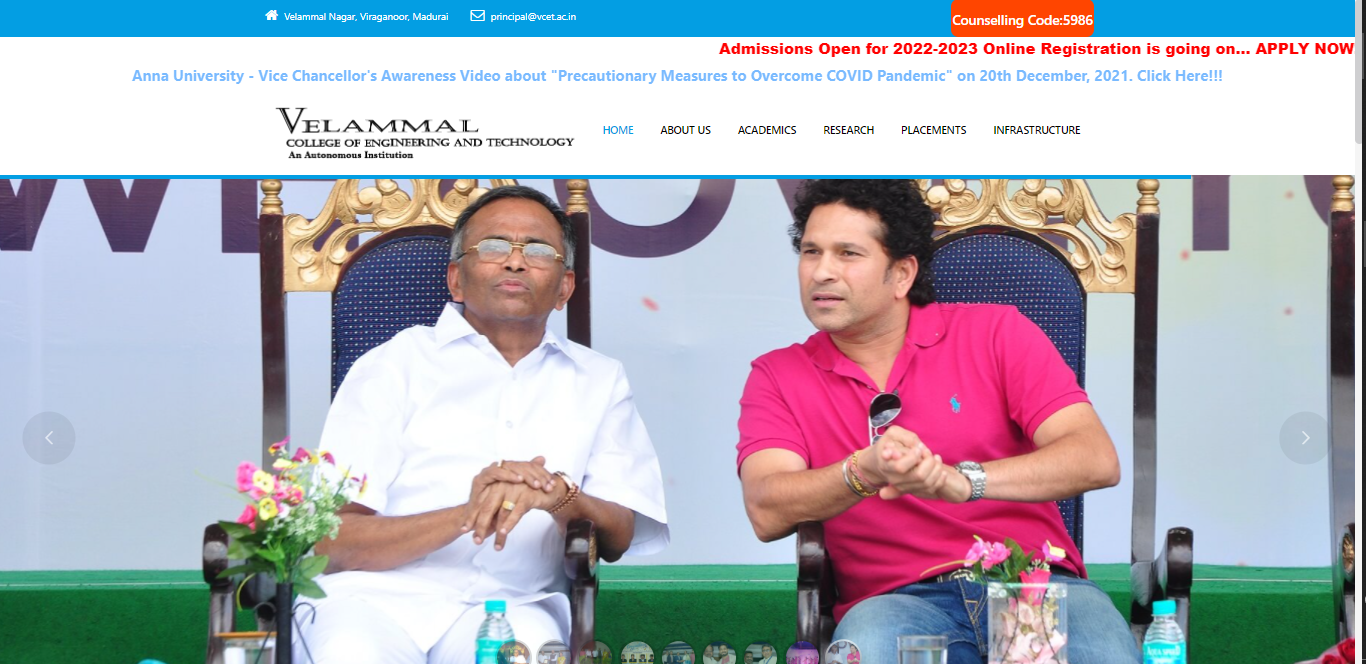 Velammal Nagar, Viraganoor, Madurai
principal@vcet.ac.in
Counselling Code:5986
Admissions Open for 2022-2023 Online Registration is going on... APPLY NOW
Anna University - Vice Chancellor's Awareness Video about "Precautionary Measures to Overcome COVID Pandemic" on 20th December, 2021. Click Here!!!
VELAMMAL
COLLEGE OF ENGINEERING AND TECHNOLOGY
An Autonomous Institution
HOME ABOUT US ACADEMICS RESEARCH PLACEMENTS INFRASTRUCTURE